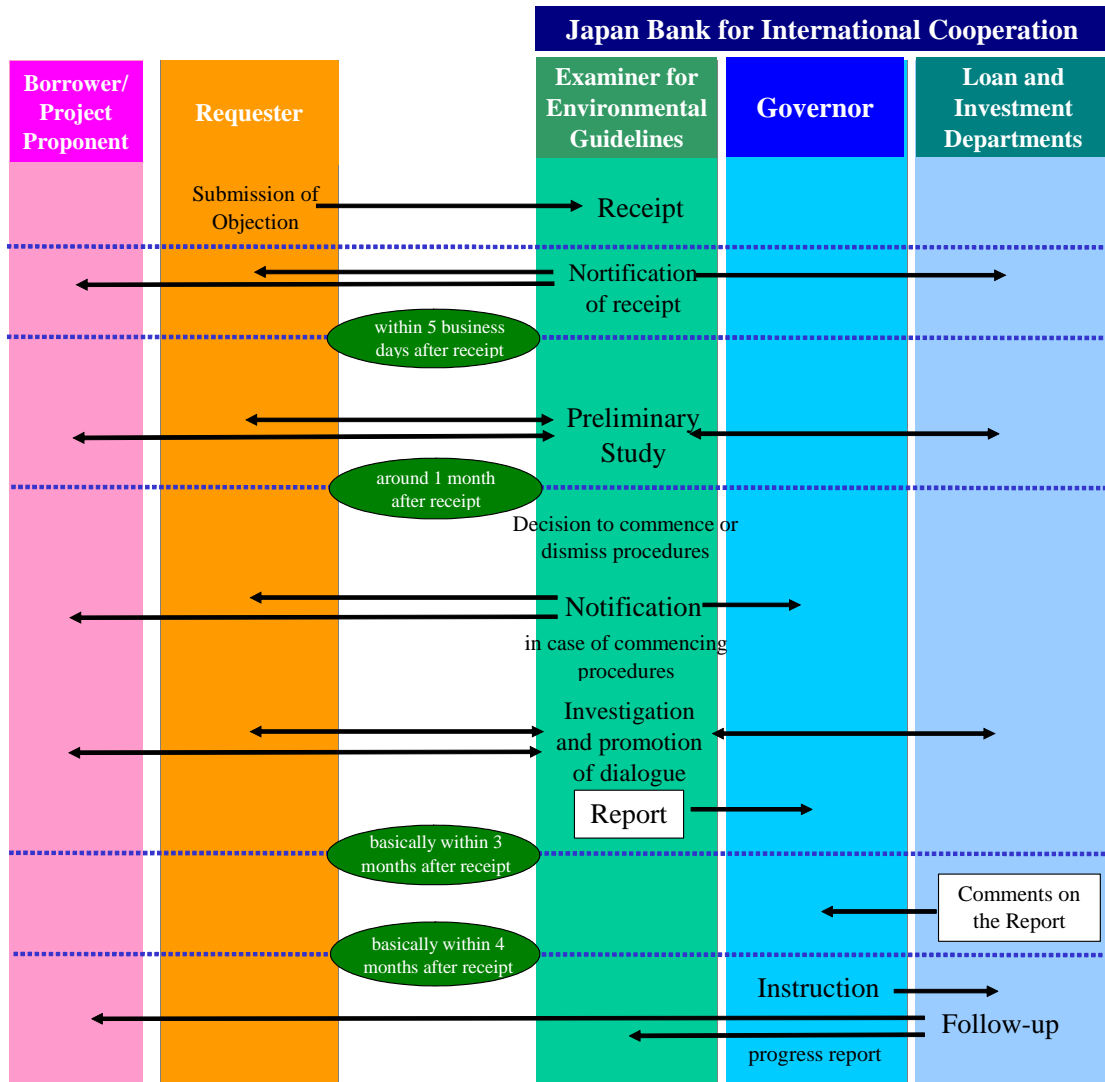 Japan Bank for International Cooperation
Borrower/
Project
Proponent
Requester
Examiner for
Environmental
Guidelines
Governor
Loan and
Investment
Departments
Submission of
Objection
Receipt
Nortification
of receipt
within 5 business
days after receipt
Preliminary
Study
around 1 month
after receipt
Decision to commence or
dismiss procedures
Notification
in case of commencing
procedures
Investigation
and promotion
of dialogue
Report
basically within 3
months after receipt
Comments on
the Report
basically within 4
months after receipt
Instruction
Follow-up
progress report